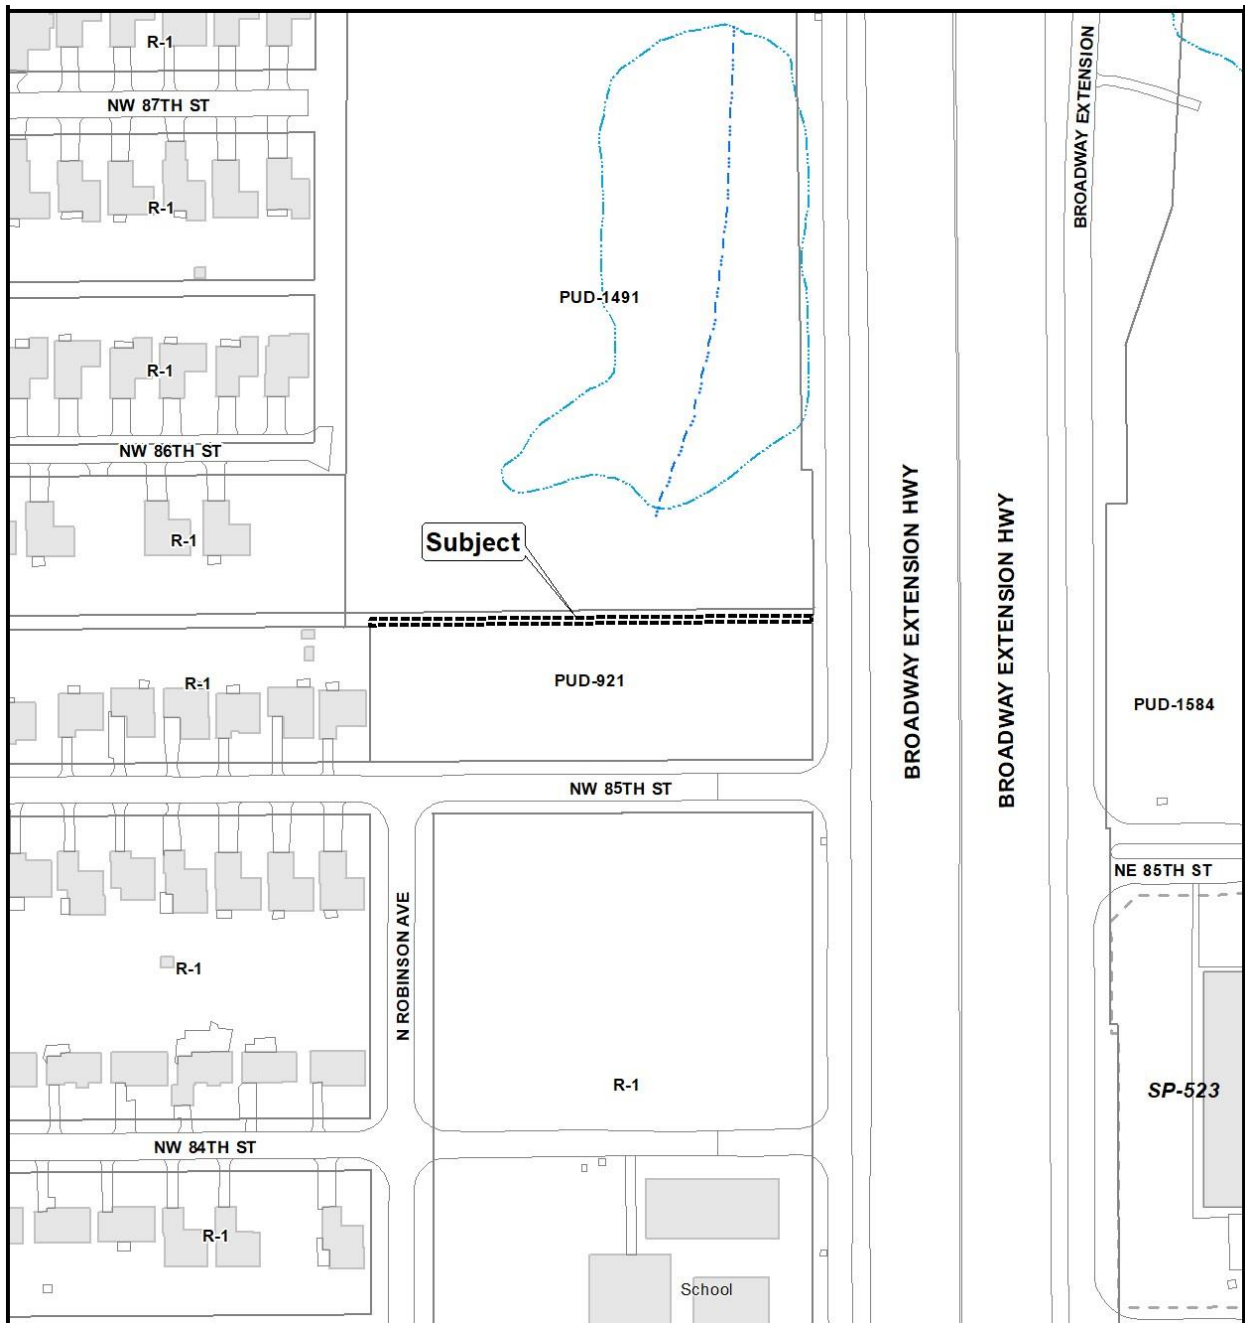 R-1
BROADWAY EXTENSION
NW 87TH ST
R-1
PUD-1491
R-1
NW 86TH ST
BROADWAY EXTENSION HWY
BROADWAY EXTENSION HWY
Subject
R-1
R-1
PUD-921
PUD-1584
NW 85TH ST
NE 85TH ST
N ROBINSON AVE
R-1
R-1
SP-523
NW 84TH ST
R-1
School